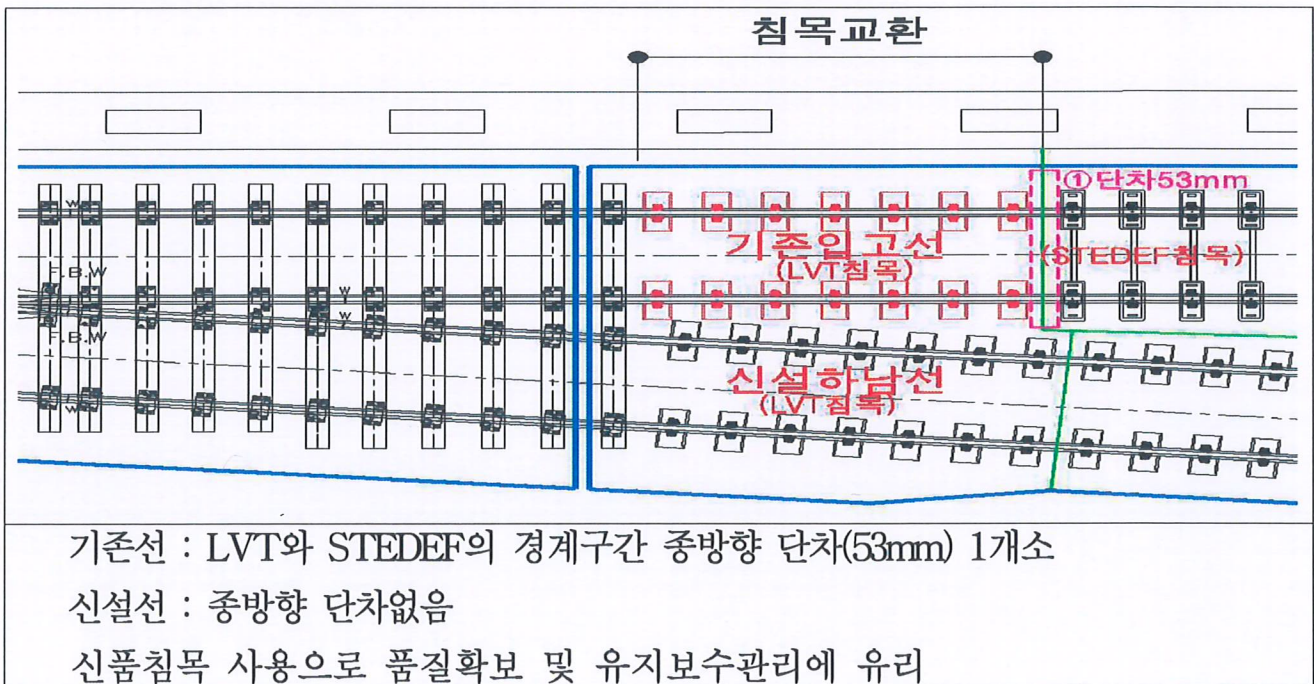 침목교환
①단차53mm
기존입고선
(LVT침목)
(STEDEF침목)
F.B.W
F.B.W
신설하남선
(LVT침목)
기존선 : LVT와 STEDEF의 경계구간 종방향 단차(53mm) 1개소
신설선 : 종방향 단차없음
신품침목 사용으로 품질확보 및 유지보수관리에 유리